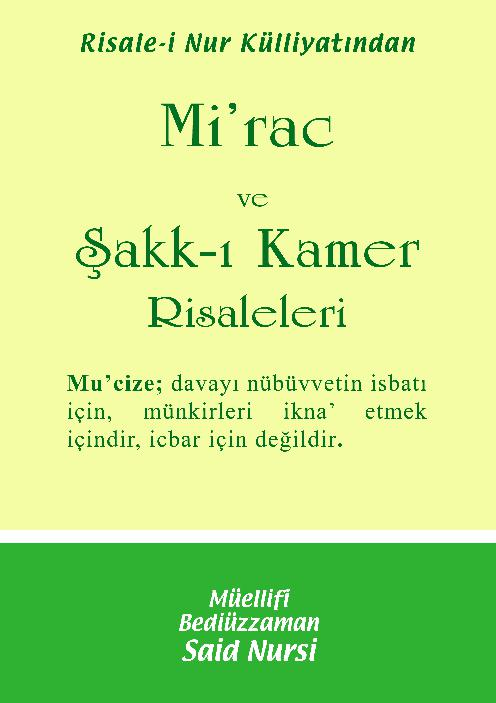 Risale-i Nur Külliyatından
Mi'rac
ve
Şakk-ı Kamer
Risaleleri
Mu'cize; davayı nübüvvetin isbatı
için, münkirleri ikna' etmek
içindir, icbar için değildir.
Müellifi
Bediüzzaman
Said Nursi